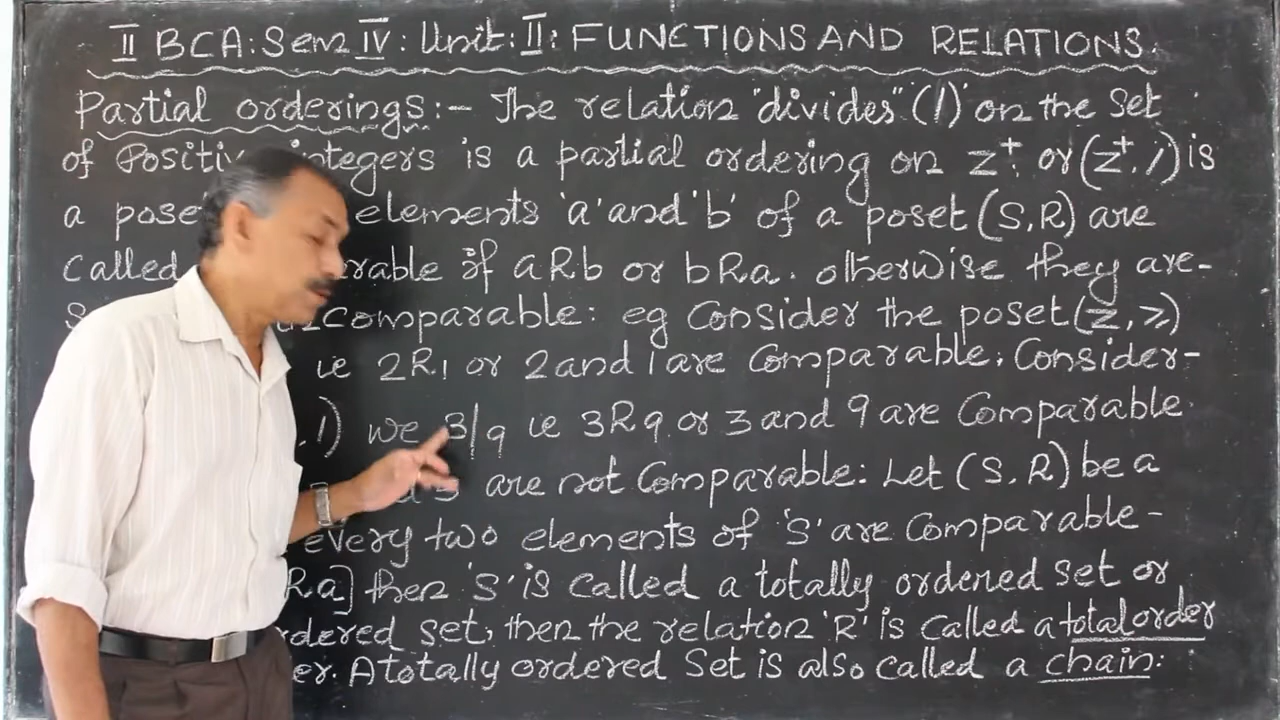 II BCA: Sem IV: Unit: II: FUNCTIONS AND RELATIONS.
Partial orderings:- The relation "divides" (/) on the Set
of Positiv integers is a partial ordering on Z⁺. or (Z⁺, /) is
a pose elements 'a' and 'b' of a poset (S, R) are
Called rable if aRb or bRa. otherwise they are-
comparable: eg Consider the poset (Z, ≥)
ie 2R1 or 2 and 1 are Comparable, Consider-
/) we 3/9 ie 3R9 or 3 and 9 are Comparable.
are not Comparable: Let (S, R) be a
every two elements of 'S' are Comparable-
Ra] then 'S' is Called a totally ordered set or
rdered set, then the relation 'R' is Called a total order
er. A totally ordered Set is also called a chain: